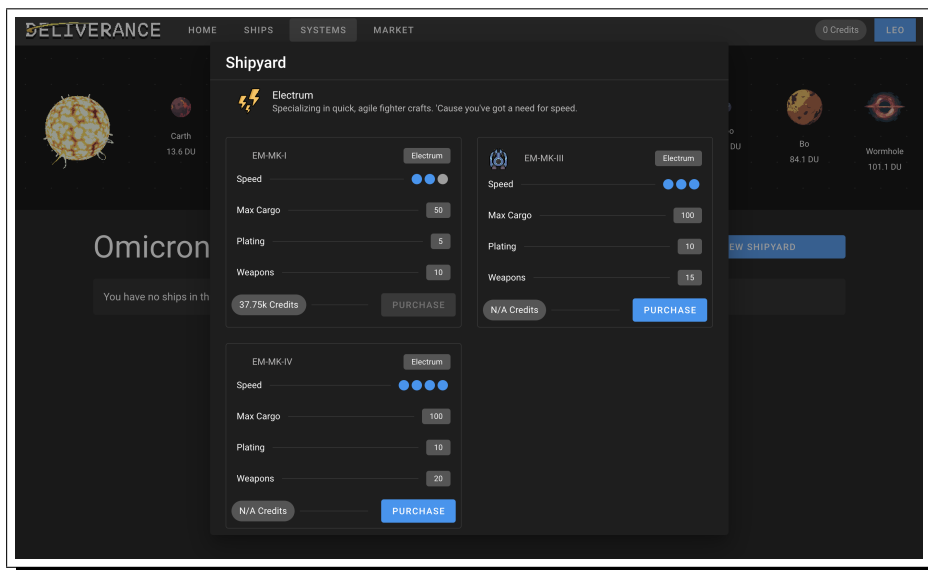 DELIVERANCE
HOME
SHIPS
SYSTEMS
MARKET
0 Credits
LEO
Shipyard
Electrum
Specializing in quick, agile fighter crafts. 'Cause you've got a need for speed.
Carth
13.6 DU
o
DU
Bo
84.1 DU
Wormhole
101.1 DU
Omicron
EW SHIPYARD
You have no ships in th
EM-MK-I
Electrum
Speed
Max Cargo
50
Plating
5
Weapons
10
37.75k Credits
PURCHASE
EM-MK-III
Electrum
Speed
Max Cargo
100
Plating
10
Weapons
15
N/A Credits
PURCHASE
EM-MK-IV
Electrum
Speed
Max Cargo
100
Plating
10
Weapons
20
N/A Credits
PURCHASE